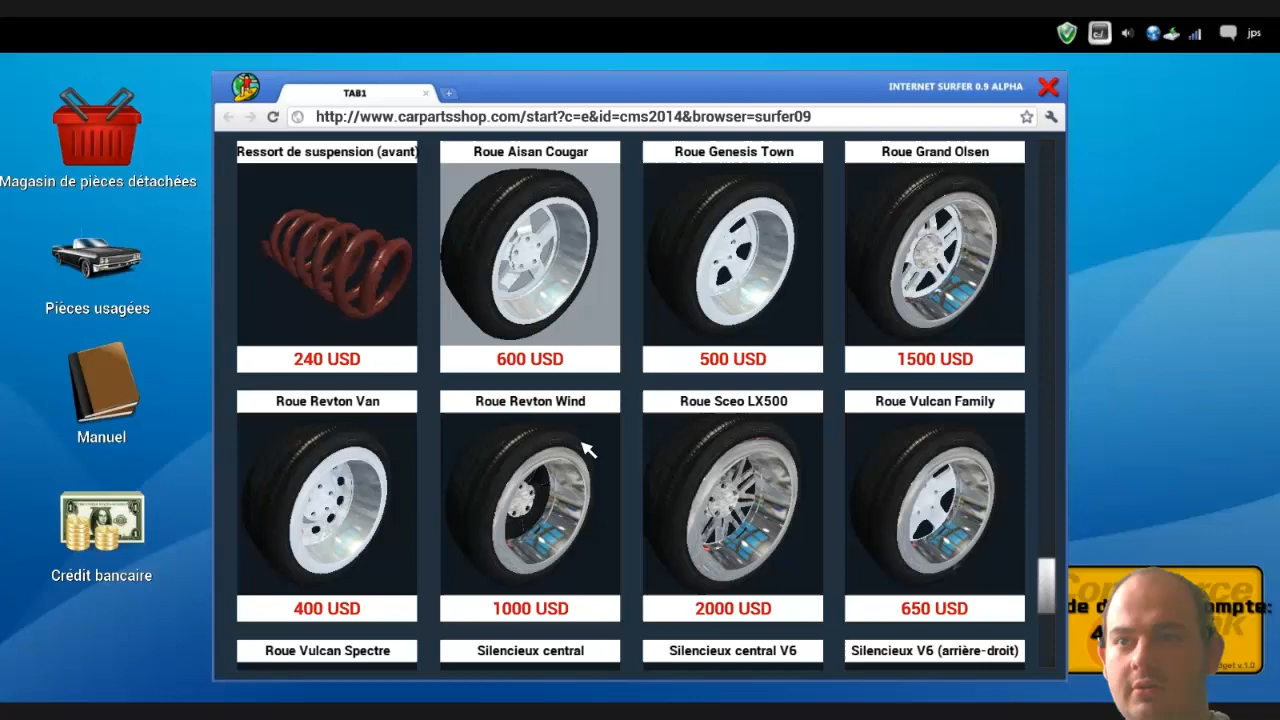 jps
TAB1
INTERNET SURFER 0.9 ALPHA
http://www.carpartsshop.com/start?c=e&id=cms2014&browser=surfer09
Magasin de pièces détachées
Pièces usagées
Manuel
Crédit bancaire
Ressort de suspension (avant)
Roue Aisan Cougar
Roue Genesis Town
Roue Grand Olsen
240 USD
600 USD
500 USD
1500 USD
Roue Revton Van
Roue Revton Wind
Roue Sceo LX500
Roue Vulcan Family
400 USD
1000 USD
2000 USD
650 USD
Roue Vulcan Spectre
Silencieux central
Silencieux central V6
Silencieux V6 (arrière-droit)